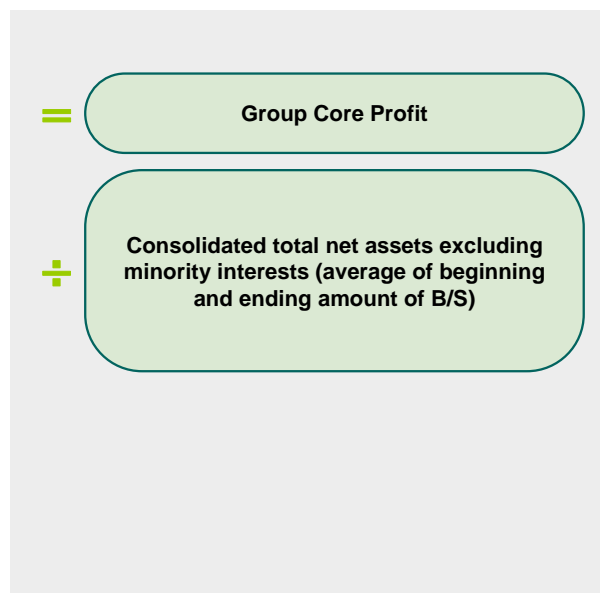 = Group Core Profit
÷ Consolidated total net assets excluding
minority interests (average of beginning
and ending amount of B/S)